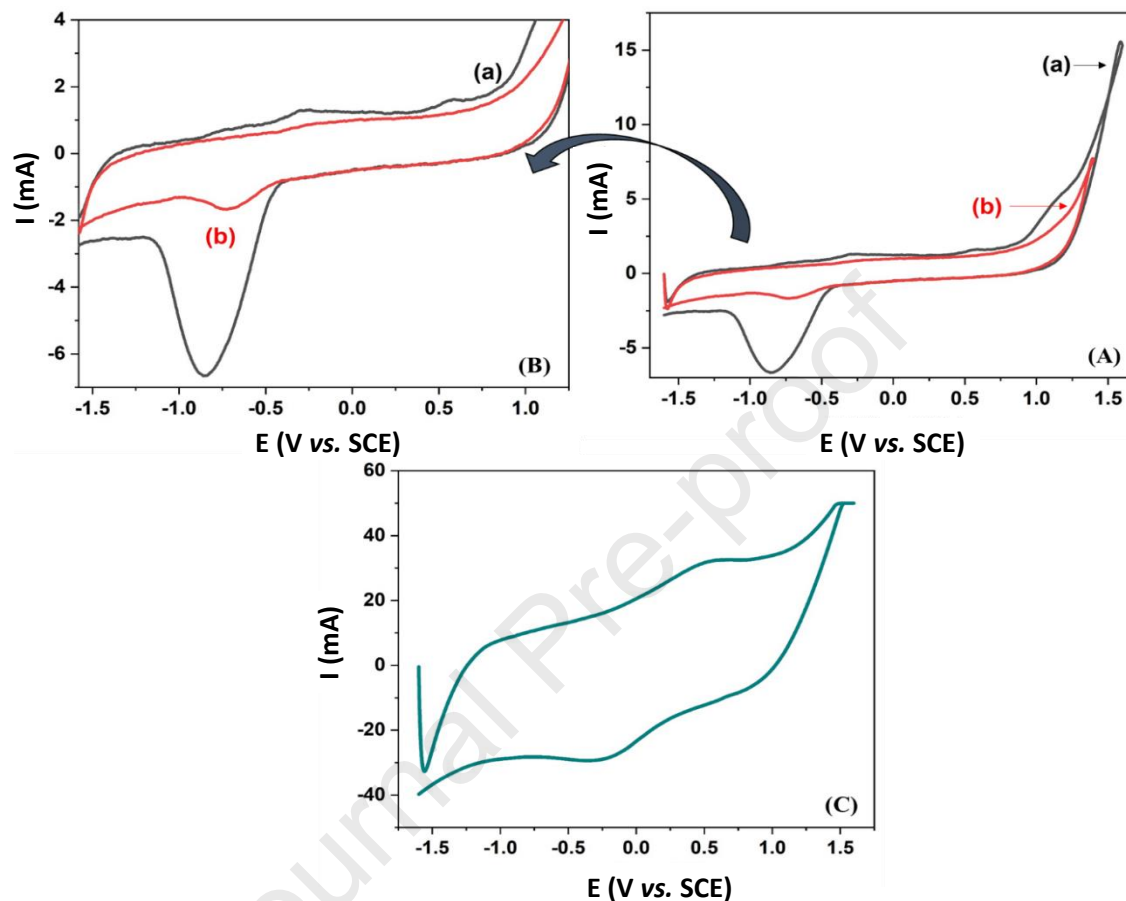 4
2
0
-2
-4
-6
I (mA)
(a)
(b)
(B)
-1.5 -1.0 -0.5 0.0 0.5 1.0
E (V vs. SCE)
15
10
5
0
-5
I (mA)
(a)
(b)
(A)
-1.5 -1.0 -0.5 0.0 0.5 1.0 1.5
E (V vs. SCE)
60
40
20
0
-20
-40
I (mA)
(C)
-1.5 -1.0 -0.5 0.0 0.5 1.0 1.5
E (V vs. SCE)
Journal Pre-proof